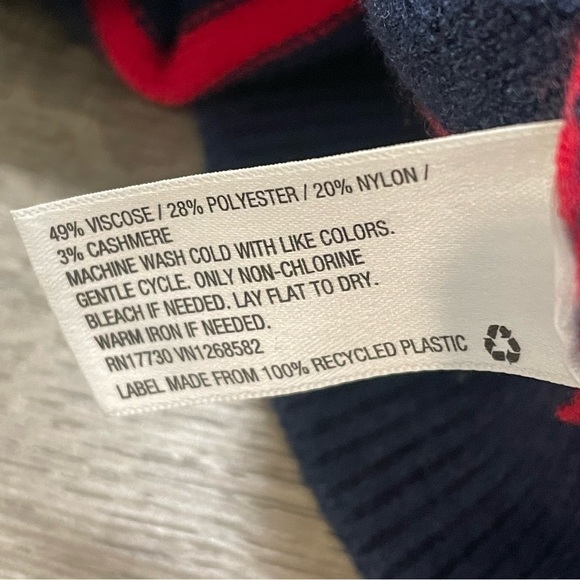 49% VISCOSE / 28% POLYESTER / 20% NYLON /
3% CASHMERE
MACHINE WASH COLD WITH LIKE COLORS.
GENTLE CYCLE. ONLY NON-CHLORINE
BLEACH IF NEEDED. LAY FLAT TO DRY.
WARM IRON IF NEEDED.
RN17730 VN1268582
LABEL MADE FROM 100% RECYCLED PLASTIC